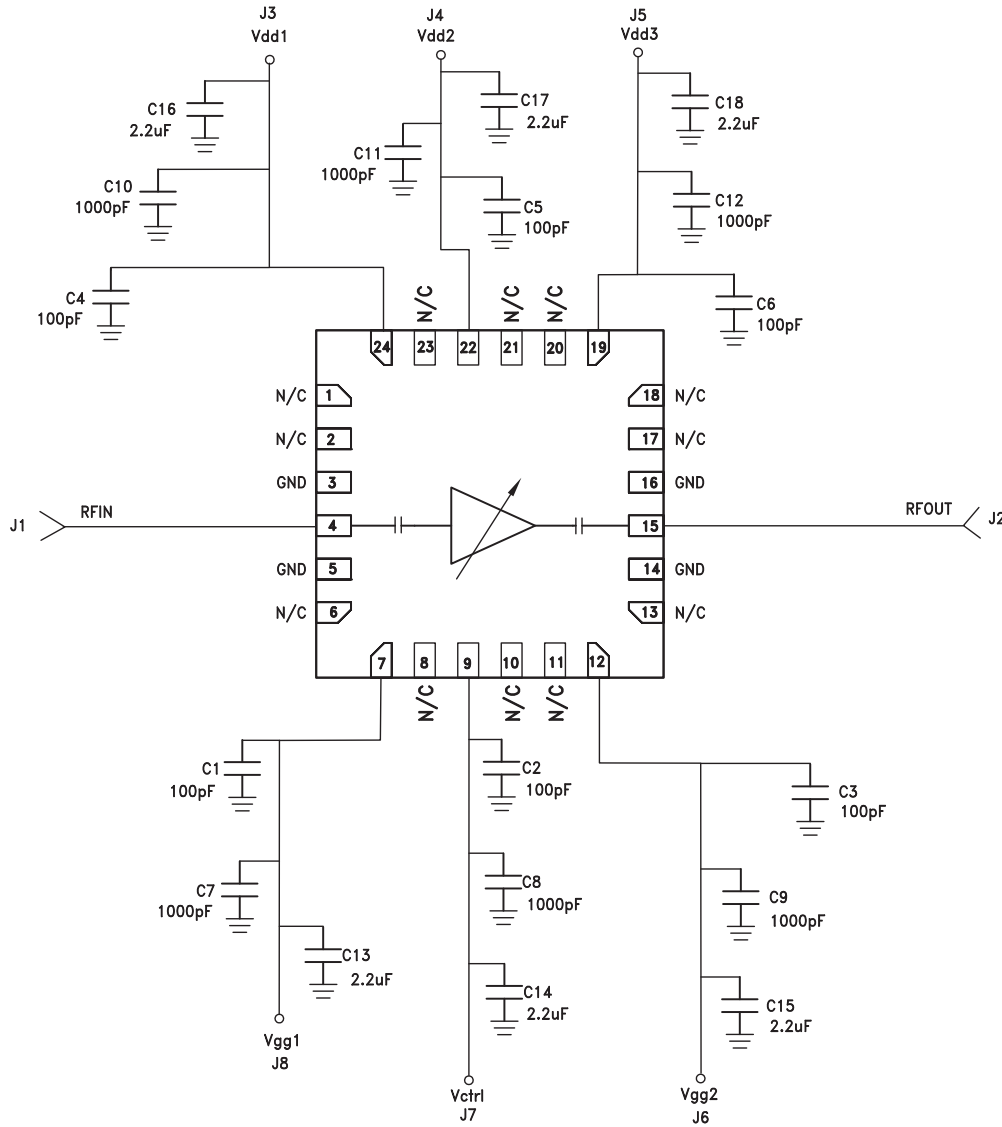 J3
Vdd1
J4
Vdd2
J5
Vdd3
C16
2.2uF
C17
2.2uF
C18
2.2uF
C11
1000pF
C10
1000pF
C5
100pF
C12
1000pF
C4
100pF
C6
100pF
N/C
N/C
N/C
24
23
22
21
20
19
N/C
1
18
N/C
N/C
2
17
N/C
GND
3
16
GND
J1
RFIN
4
15
RFOUT
J2
GND
5
14
GND
N/C
6
13
N/C
7
8
9
10
11
12
N/C
N/C
N/C
C1
100pF
C2
100pF
C3
100pF
C7
1000pF
C8
1000pF
C9
1000pF
C13
2.2uF
C14
2.2uF
C15
2.2uF
Vgg1
J8
Vctrl
J7
Vgg2
J6